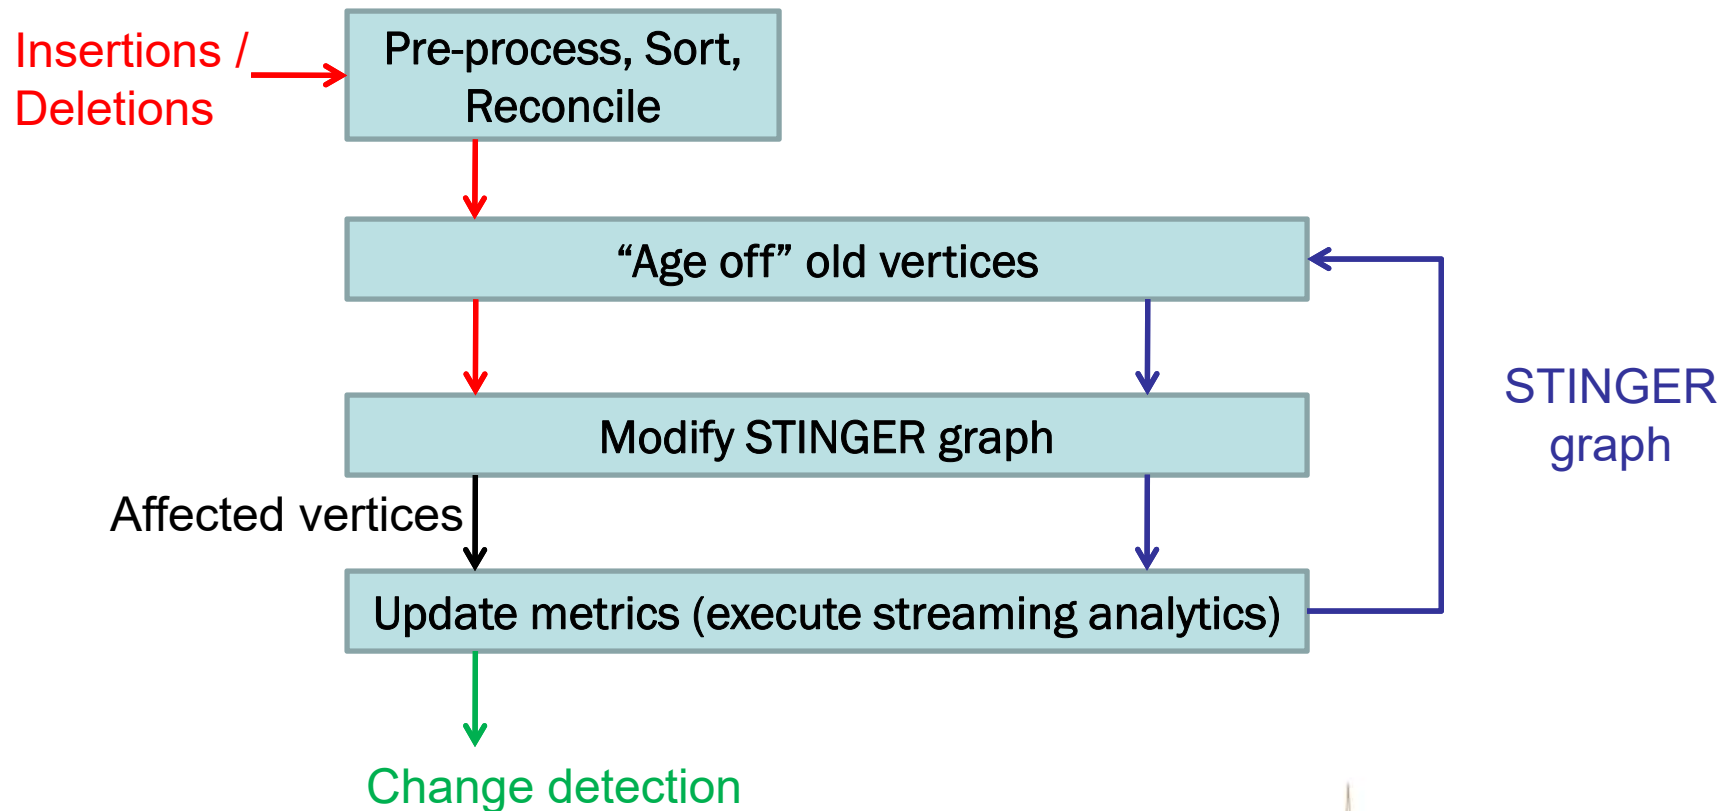 Insertions /
Deletions
Pre-process, Sort,
Reconcile
“Age off” old vertices
Modify STINGER graph
STINGER
graph
Affected vertices
Update metrics (execute streaming analytics)
Change detection